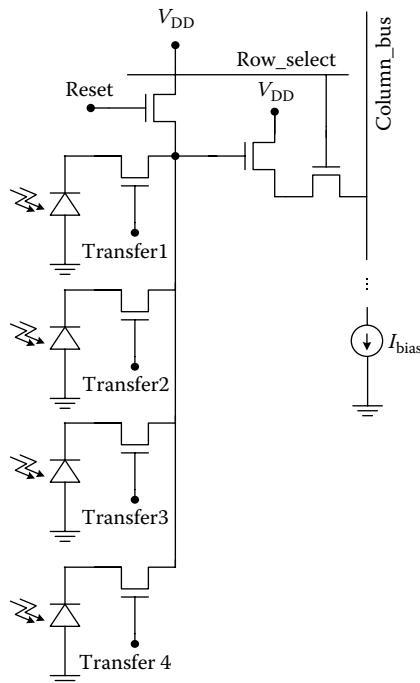 V_DD
Row_select
Column_bus
Reset
V_DD
Transfer1
Transfer2
I_bias
Transfer3
Transfer 4